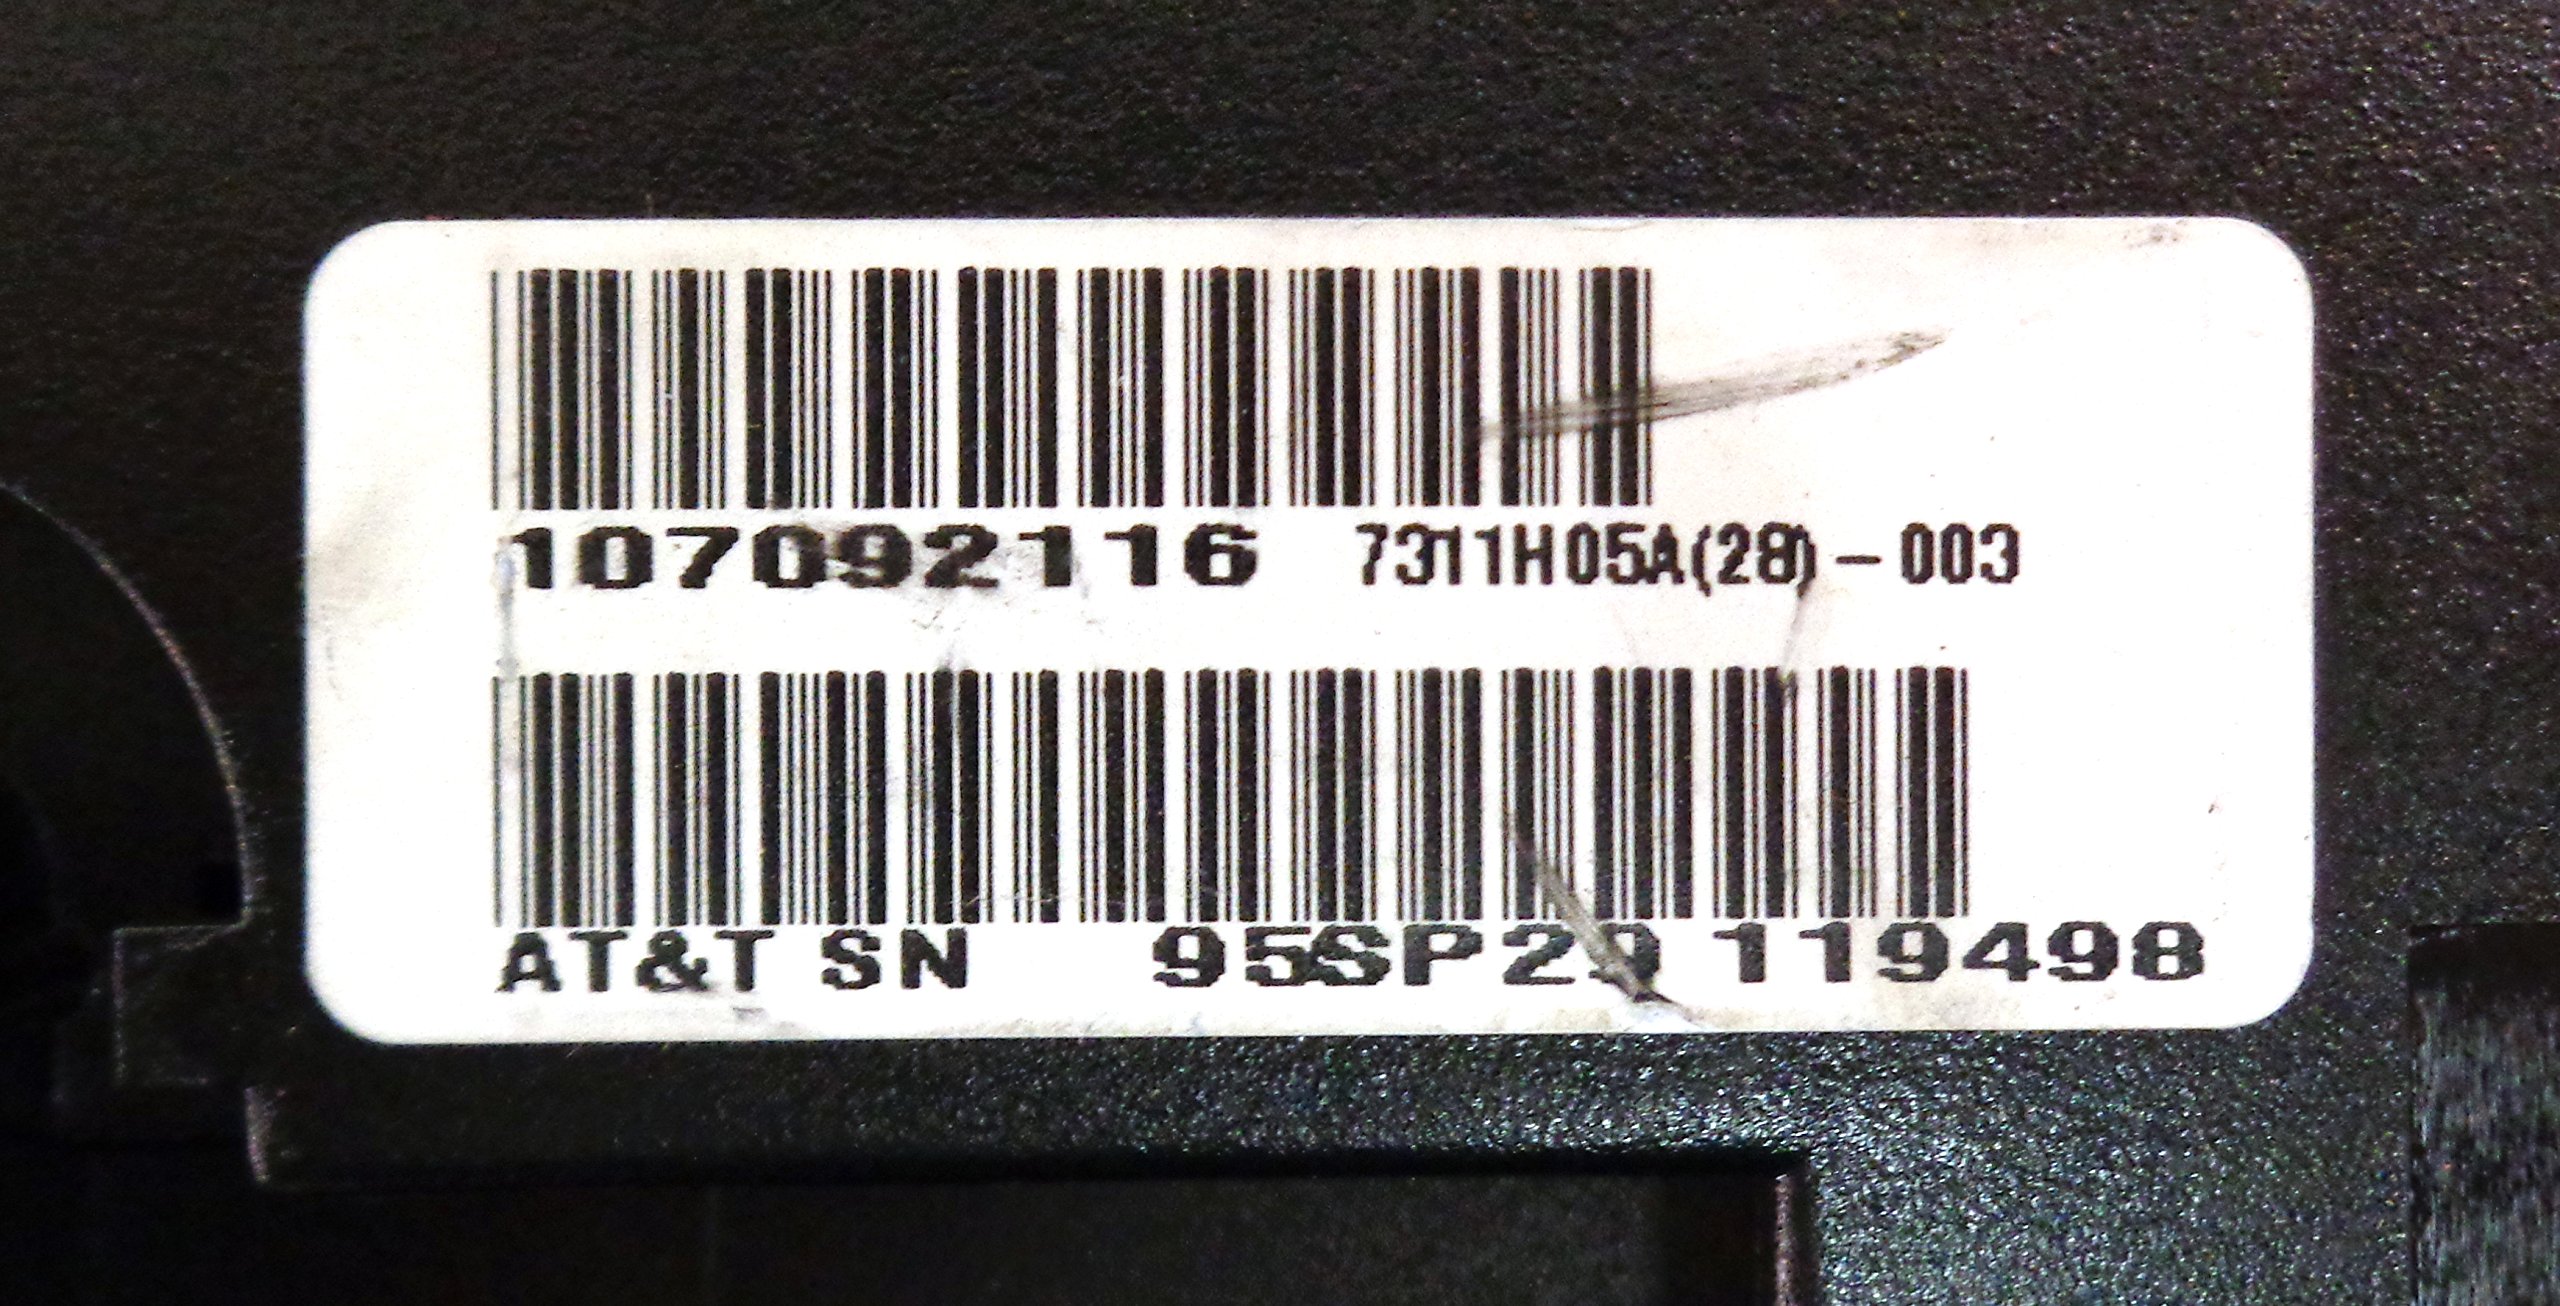 107092116 7311H05A(28)-003
AT&T SN 95SP29 119498